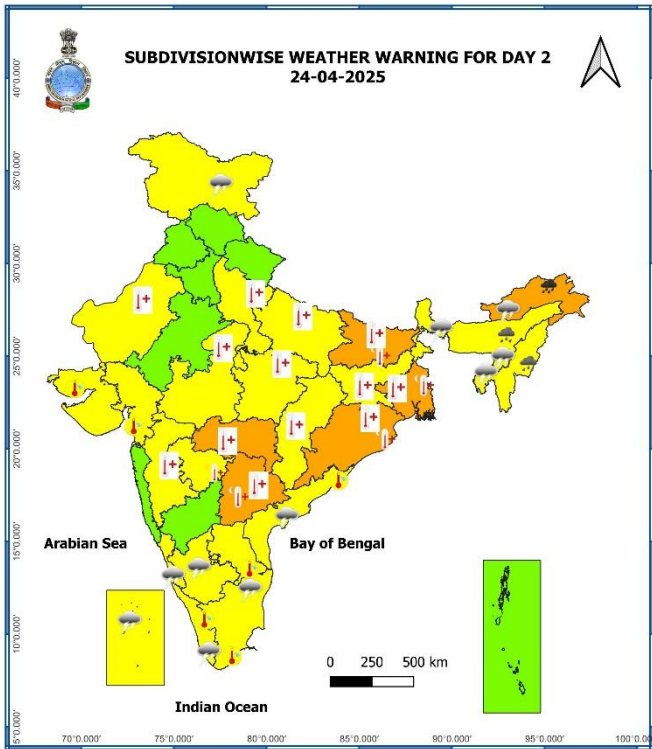 SUBDIVISIONWISE WEATHER WARNING FOR DAY 2
24-04-2025
40°0.000'
35°0.000'
30°0.000'
25°0.000'
20°0.000'
15°0.000'
10°0.000'
5°0.000'
Arabian Sea
Bay of Bengal
0 250 500 km
Indian Ocean
70°0.000' 75°0.000' 80°0.000' 85°0.000' 90°0.000' 95°0.000' 100°0.000'